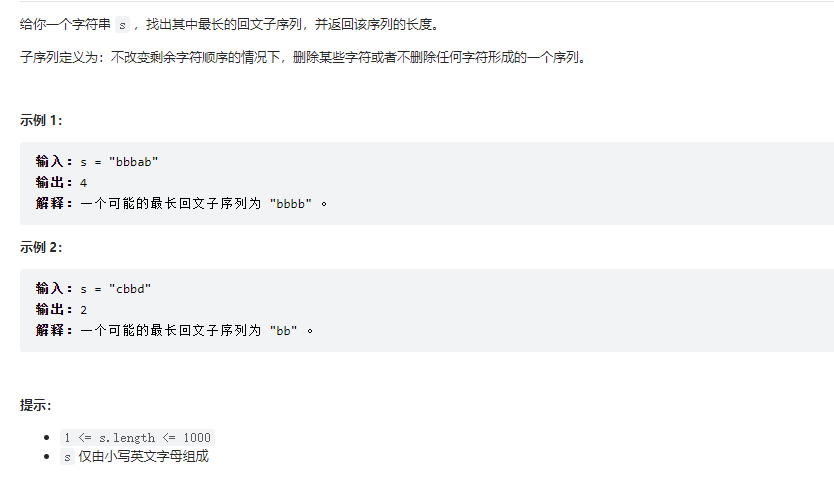 给你一个字符串 s ，找出其中最长的回文子序列，并返回该序列的长度。
子序列定义为：不改变剩余字符顺序的情况下，删除某些字符或者不删除任何字符形成的一个序列。
示例 1：
输入：s = "bbbab"
输出：4
解释：一个可能的最长回文子序列为 "bbbb" 。
示例 2：
输入：s = "cbbd"
输出：2
解释：一个可能的最长回文子序列为 "bb" 。
提示：
• 1 <= s.length <= 1000
• s 仅由小写英文字母组成